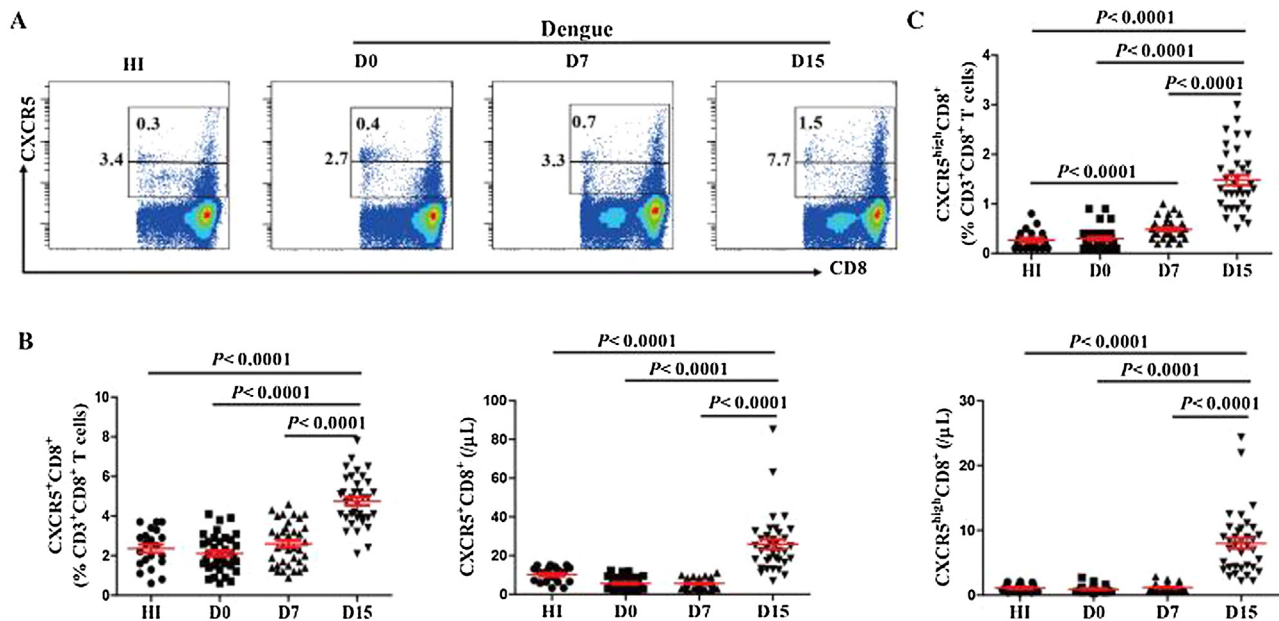 A
Dengue
HI
D0
D7
D15
CXCR5
0.3
3.4
0.4
2.7
0.7
3.3
1.5
7.7
CD8
C
P< 0.0001
P< 0.0001
P< 0.0001
P< 0.0001
CXCR5highCD8+
(% CD3+CD8+ T cells)
4
3
2
1
0
HI
D0
D7
D15
B
P< 0.0001
P< 0.0001
P< 0.0001
CXCR5+CD8+
(% CD3+CD8+ T cells)
10
8
6
4
2
0
HI
D0
D7
D15
P< 0.0001
P< 0.0001
P< 0.0001
CXCR5+CD8+ (/μL)
100
80
60
40
20
0
HI
D0
D7
D15
P< 0.0001
P< 0.0001
P< 0.0001
CXCR5highCD8+ (/μL)
30
20
10
0
HI
D0
D7
D15